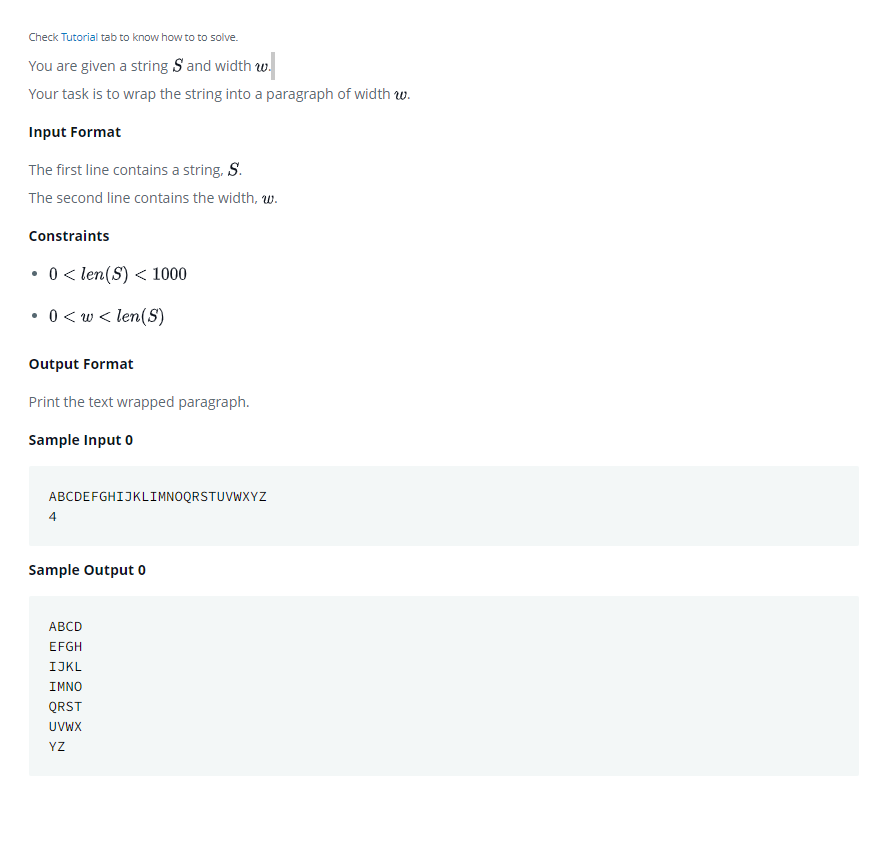 Check Tutorial tab to know how to to solve.
You are given a string S and width w.
Your task is to wrap the string into a paragraph of width w.
Input Format
The first line contains a string, S.
The second line contains the width, w.
Constraints
• 0 < len(S) < 1000
• 0 < w < len(S)
Output Format
Print the text wrapped paragraph.
Sample Input 0
ABCDEFGHIJKLIMNOQRSTUVWXYZ
4
Sample Output 0
ABCD
EFGH
IJKL
IMNO
QRST
UVWX
YZ